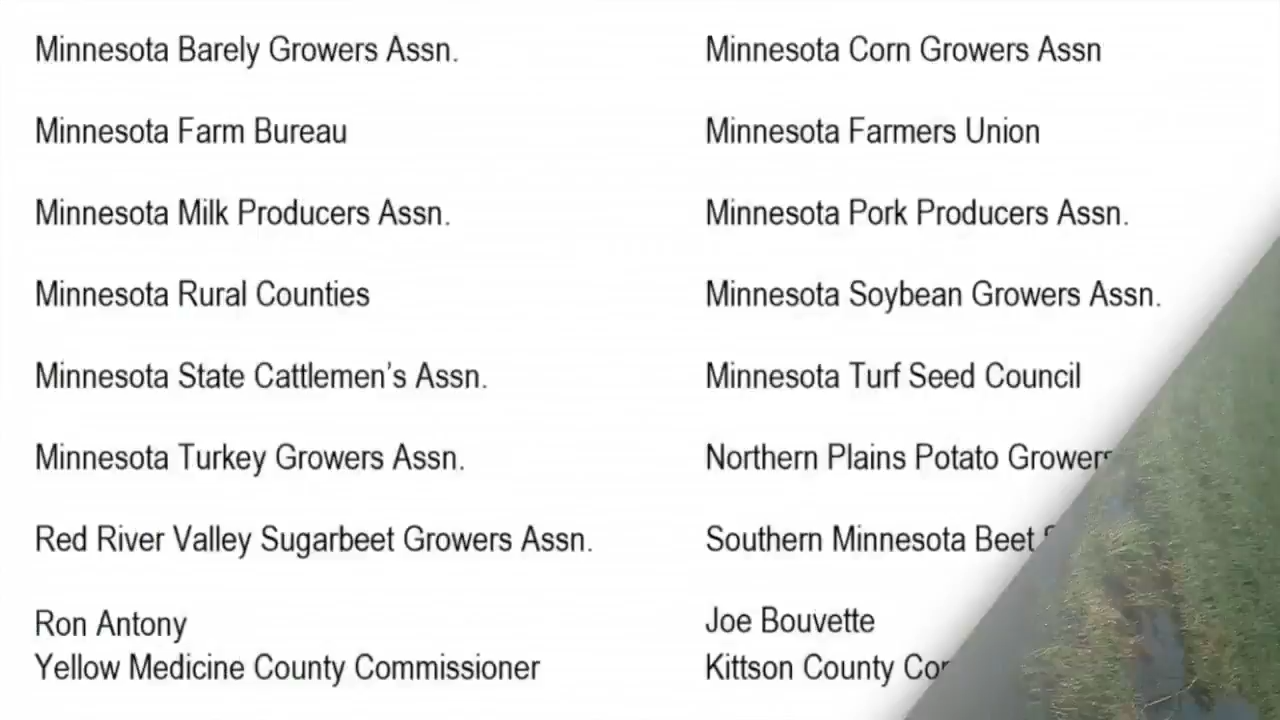 Minnesota Barely Growers Assn.
Minnesota Corn Growers Assn
Minnesota Farm Bureau
Minnesota Farmers Union
Minnesota Milk Producers Assn.
Minnesota Pork Producers Assn.
Minnesota Rural Counties
Minnesota Soybean Growers Assn.
Minnesota State Cattlemen’s Assn.
Minnesota Turf Seed Council
Minnesota Turkey Growers Assn.
Northern Plains Potato Growers
Red River Valley Sugarbeet Growers Assn.
Southern Minnesota Beet
Ron Antony
Yellow Medicine County Commissioner
Joe Bouvette
Kittson County